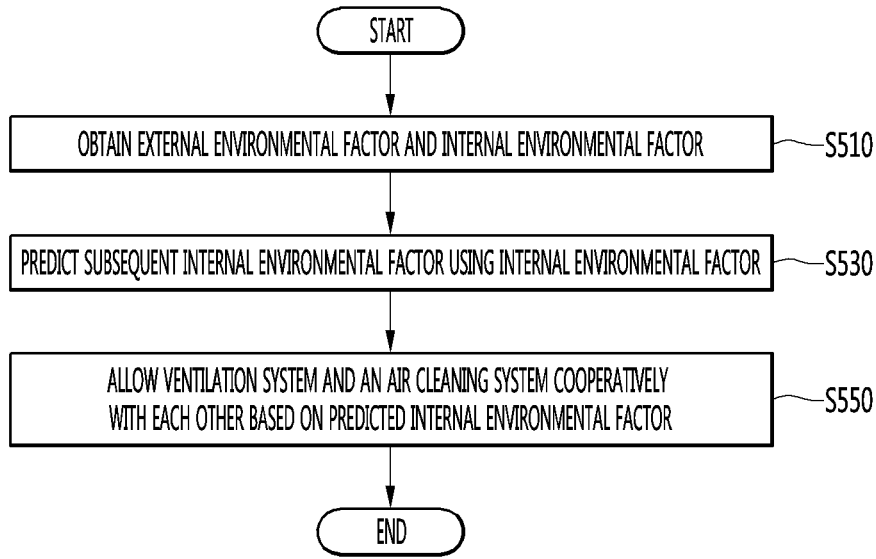 START
OBTAIN EXTERNAL ENVIRONMENTAL FACTOR AND INTERNAL ENVIRONMENTAL FACTOR
S510
PREDICT SUBSEQUENT INTERNAL ENVIRONMENTAL FACTOR USING INTERNAL ENVIRONMENTAL FACTOR
S530
ALLOW VENTILATION SYSTEM AND AN AIR CLEANING SYSTEM COOPERATIVELY
WITH EACH OTHER BASED ON PREDICTED INTERNAL ENVIRONMENTAL FACTOR
S550
END